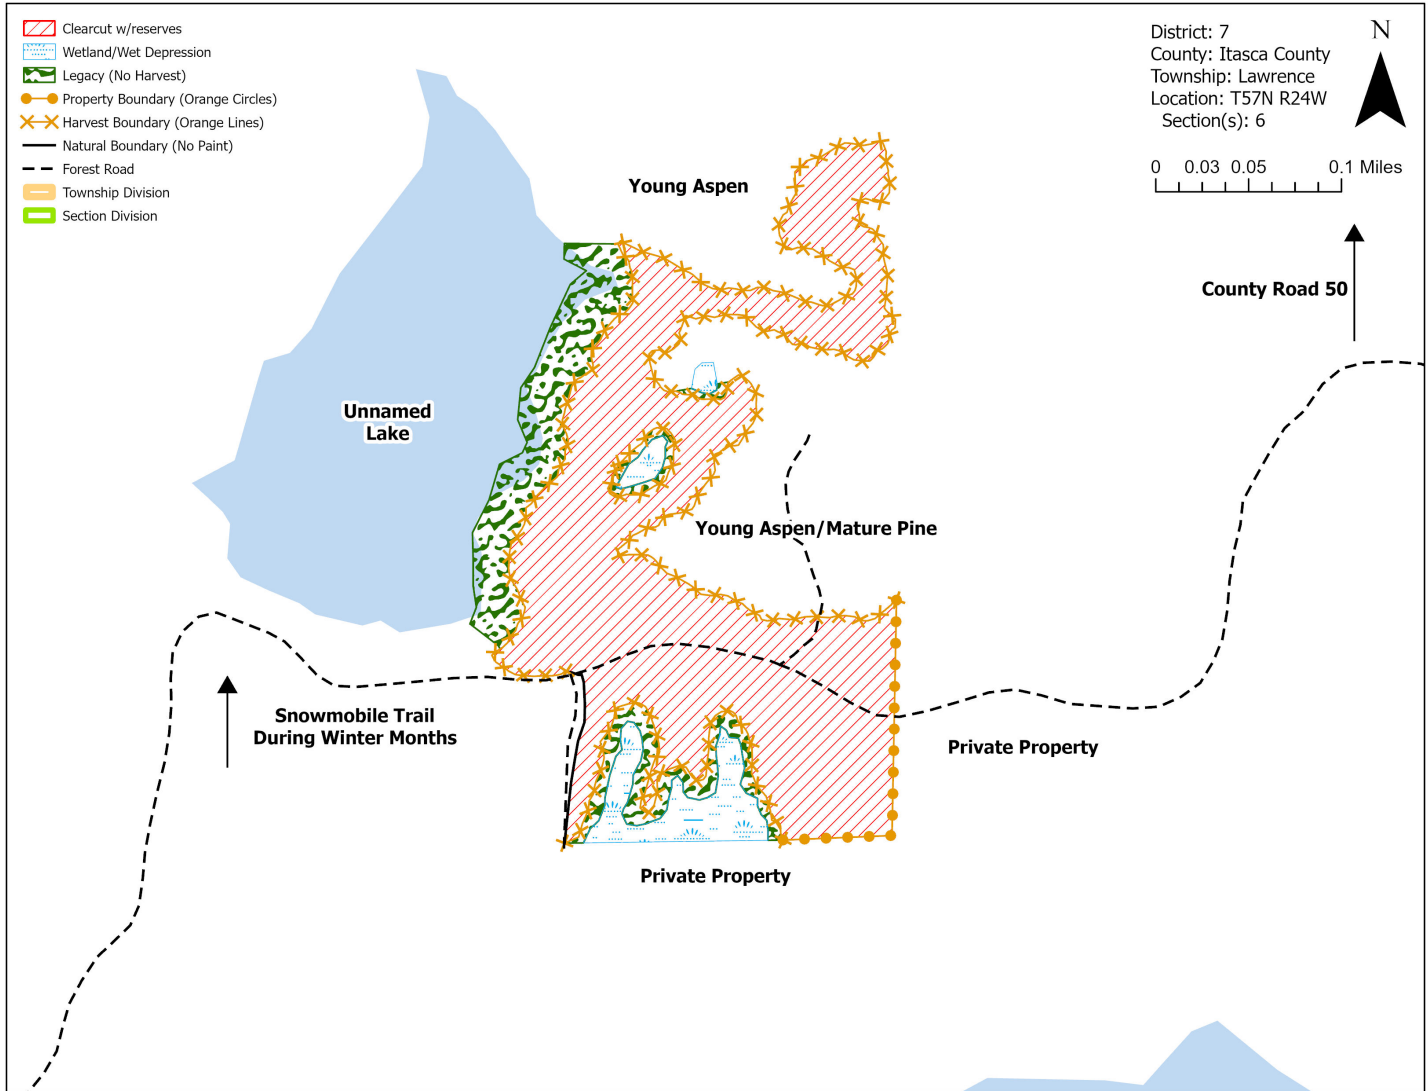 Clearcut w/reserves
Wetland/Wet Depression
Legacy (No Harvest)
Property Boundary (Orange Circles)
Harvest Boundary (Orange Lines)
Natural Boundary (No Paint)
Forest Road
Township Division
Section Division
District: 7
County: Itasca County
Township: Lawrence
Location: T57N R24W
Section(s): 6
N
0 0.03 0.05 0.1 Miles
Young Aspen
County Road 50
Unnamed
Lake
Young Aspen/Mature Pine
Snowmobile Trail
During Winter Months
Private Property
Private Property